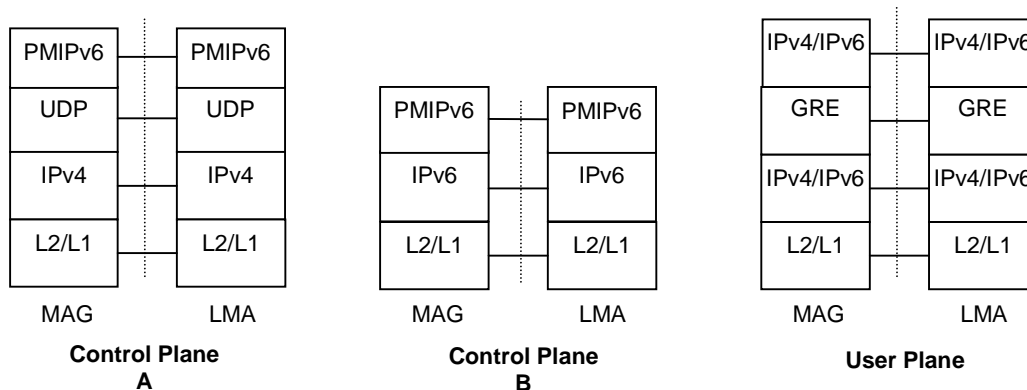 PMIPv6 PMIPv6
UDP UDP
IPv4 IPv4
L2/L1 L2/L1
MAG LMA
Control Plane
A
PMIPv6 PMIPv6
IPv6 IPv6
L2/L1 L2/L1
MAG LMA
Control Plane
B
IPv4/IPv6 IPv4/IPv6
GRE GRE
IPv4/IPv6 IPv4/IPv6
L2/L1 L2/L1
MAG LMA
User Plane